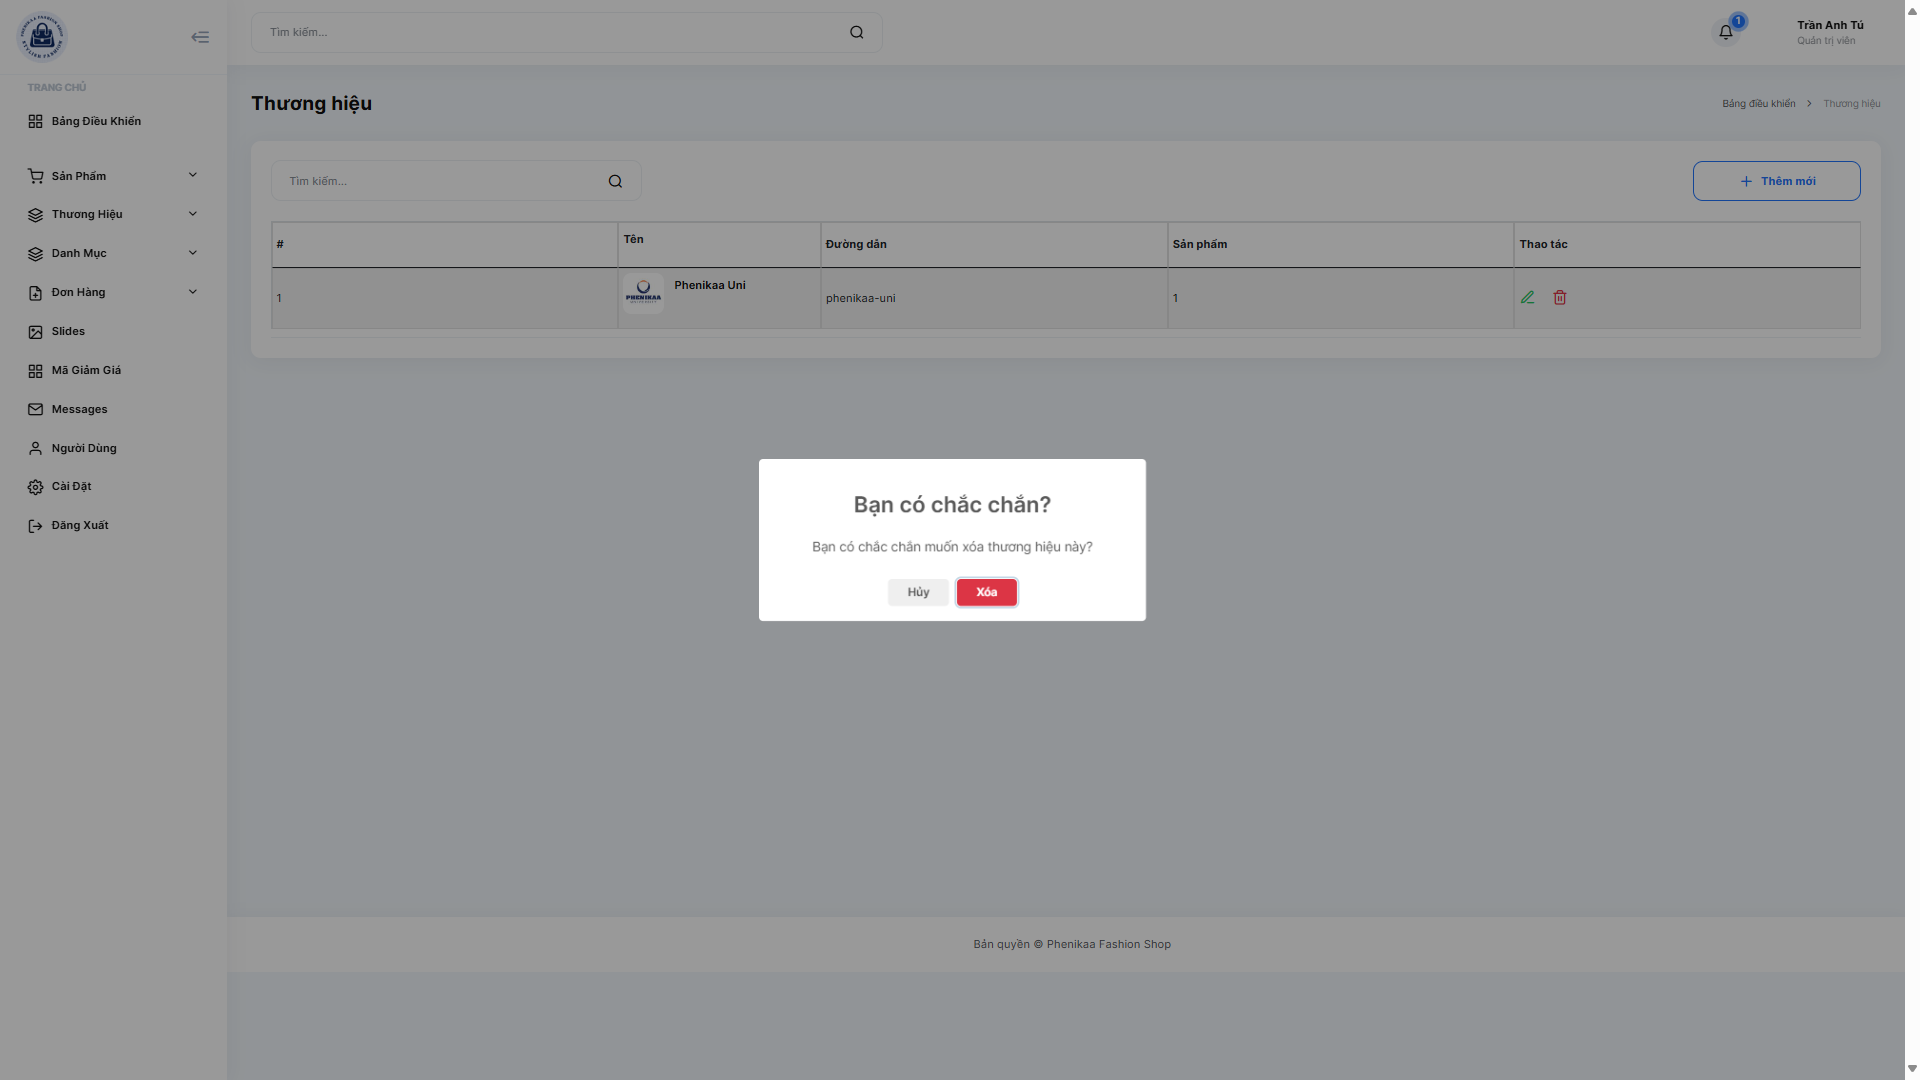 Tìm kiếm...
1
Trần Anh Tú
Quản trị viên
TRANG CHỦ
Bảng Điều Khiển
Sản Phẩm
Thương Hiệu
Danh Mục
Đơn Hàng
Slides
Mã Giảm Giá
Messages
Người Dùng
Cài Đặt
Đăng Xuất
Thương hiệu
Bảng điều khiển > Thương hiệu
Tìm kiếm...
Thêm mới
# Tên Đường dẫn Sản phẩm Thao tác
1 PHENIKAA Phenikaa Uni phenikaa-uni 1
Bạn có chắc chắn?
Bạn có chắc chắn muốn xóa thương hiệu này?
Hủy Xóa
Bản quyền © Phenikaa Fashion Shop